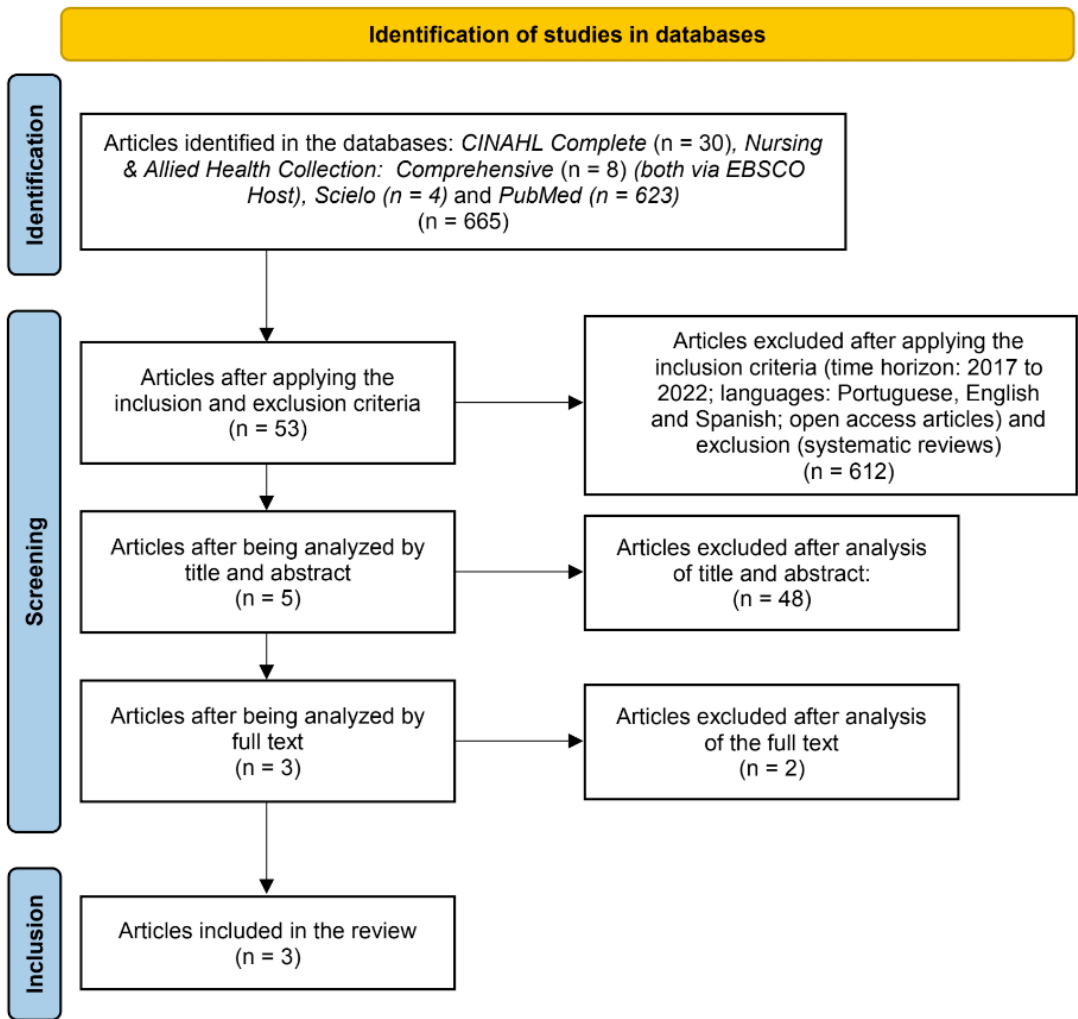 Identification of studies in databases
Identification
Articles identified in the databases: CINAHL Complete (n = 30), Nursing
& Allied Health Collection: Comprehensive (n = 8) (both via EBSCO
Host), Scielo (n = 4) and PubMed (n = 623)
(n = 665)
Screening
Articles after applying the
inclusion and exclusion criteria
(n = 53)
Articles excluded after applying the
inclusion criteria (time horizon: 2017 to
2022; languages: Portuguese, English
and Spanish; open access articles) and
exclusion (systematic reviews)
(n = 612)
Articles after being analyzed by
title and abstract
(n = 5)
Articles excluded after analysis
of title and abstract:
(n = 48)
Articles after being analyzed by
full text
(n = 3)
Articles excluded after analysis
of the full text
(n = 2)
Inclusion
Articles included in the review
(n = 3)